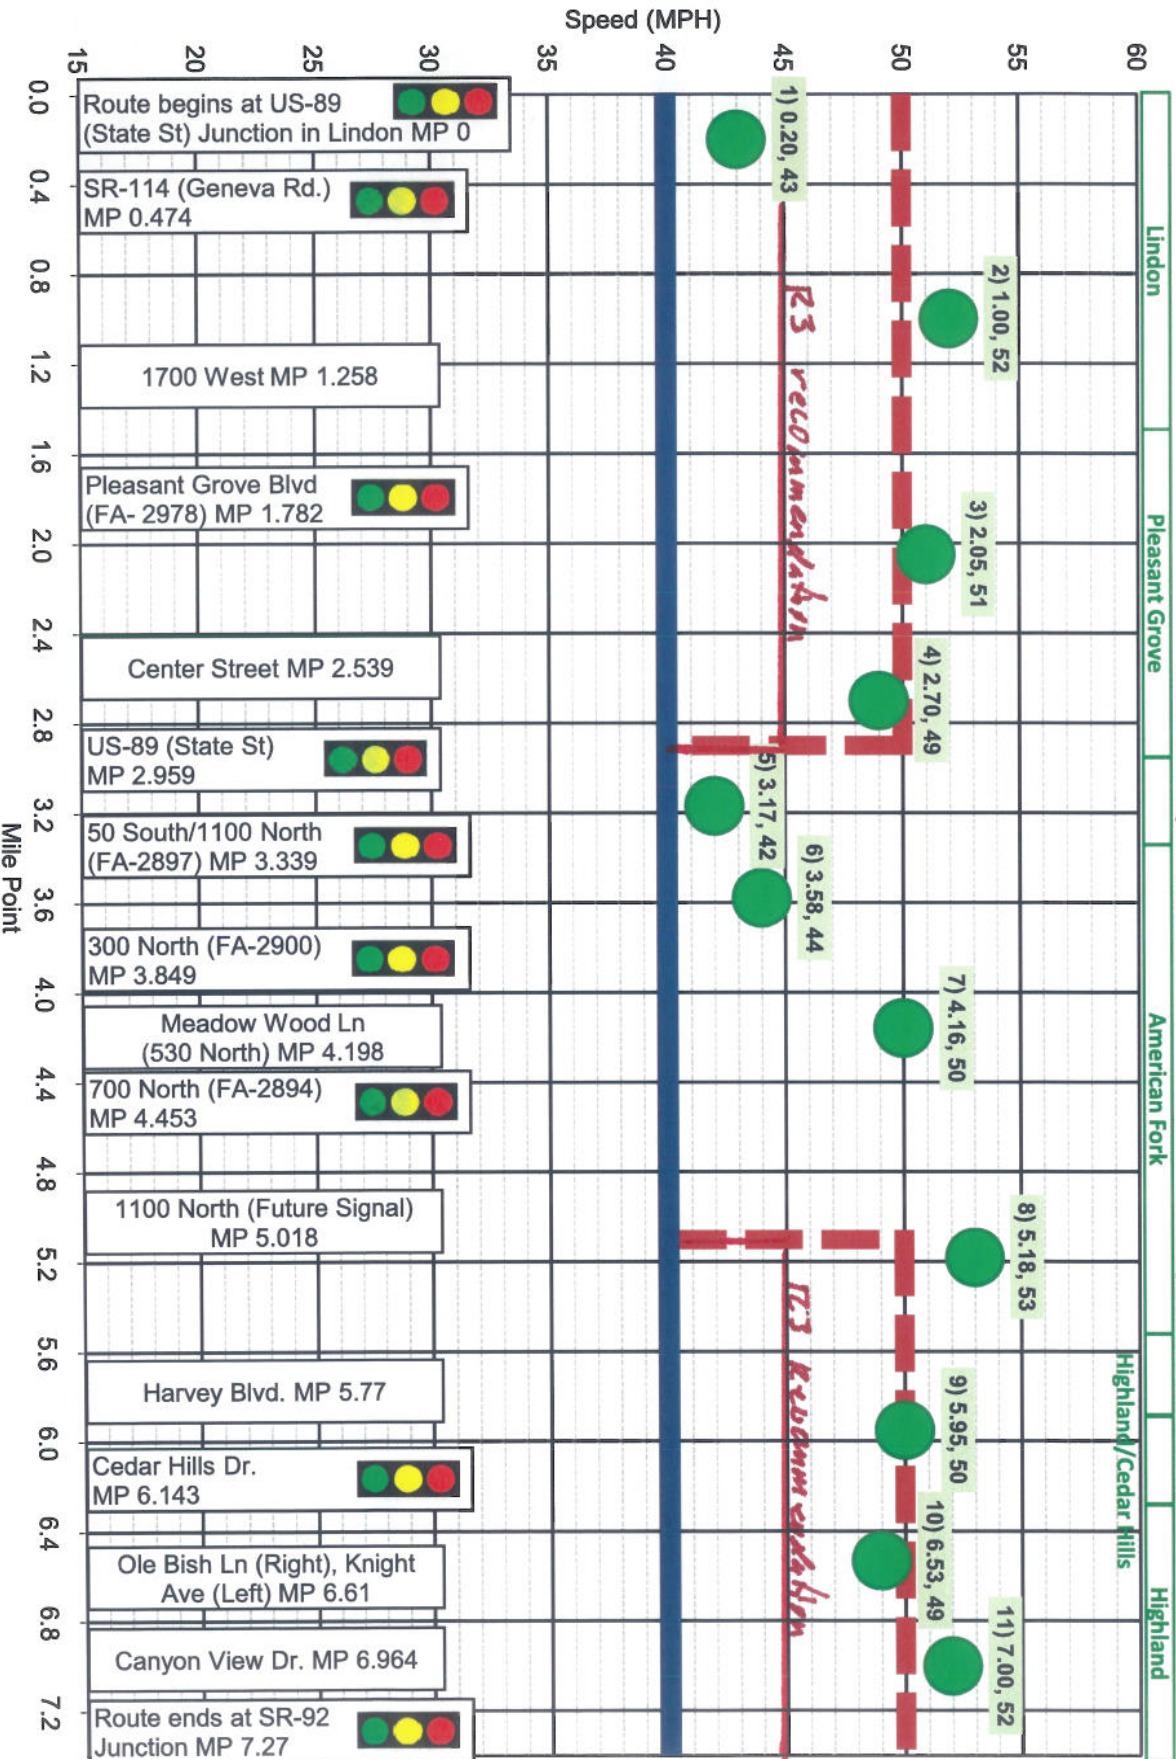 Speed (MPH)
15
20
25
30
35
40
45
50
55
60
Lindon
Pleasant Grove
American Fork
Highland/Cedar Hills
Highland
1) 0.20, 43
2) 1.00, 52
3) 2.05, 51
4) 2.70, 49
5) 3.17, 42
6) 3.58, 44
7) 4.16, 50
8) 5.18, 53
9) 5.95, 50
10) 6.53, 49
11) 7.00, 52
R3 recommendation
R3 Recommendation
Route begins at US-89
(State St) Junction in Lindon MP 0
SR-114 (Geneva Rd.)
MP 0.474
1700 West MP 1.258
Pleasant Grove Blvd
(FA- 2978) MP 1.782
Center Street MP 2.539
US-89 (State St)
MP 2.959
50 South/1100 North
(FA-2897) MP 3.339
300 North (FA-2900)
MP 3.849
Meadow Wood Ln
(530 North) MP 4.198
700 North (FA-2894)
MP 4.453
1100 North (Future Signal)
MP 5.018
Harvey Blvd. MP 5.77
Cedar Hills Dr.
MP 6.143
Ole Bish Ln (Right), Knight
Ave (Left) MP 6.61
Canyon View Dr. MP 6.964
Route ends at SR-92
Junction MP 7.27
0.0
0.4
0.8
1.2
1.6
2.0
2.4
2.8
3.2
3.6
4.0
4.4
4.8
5.2
5.6
6.0
6.4
6.8
7.2
Mile Point